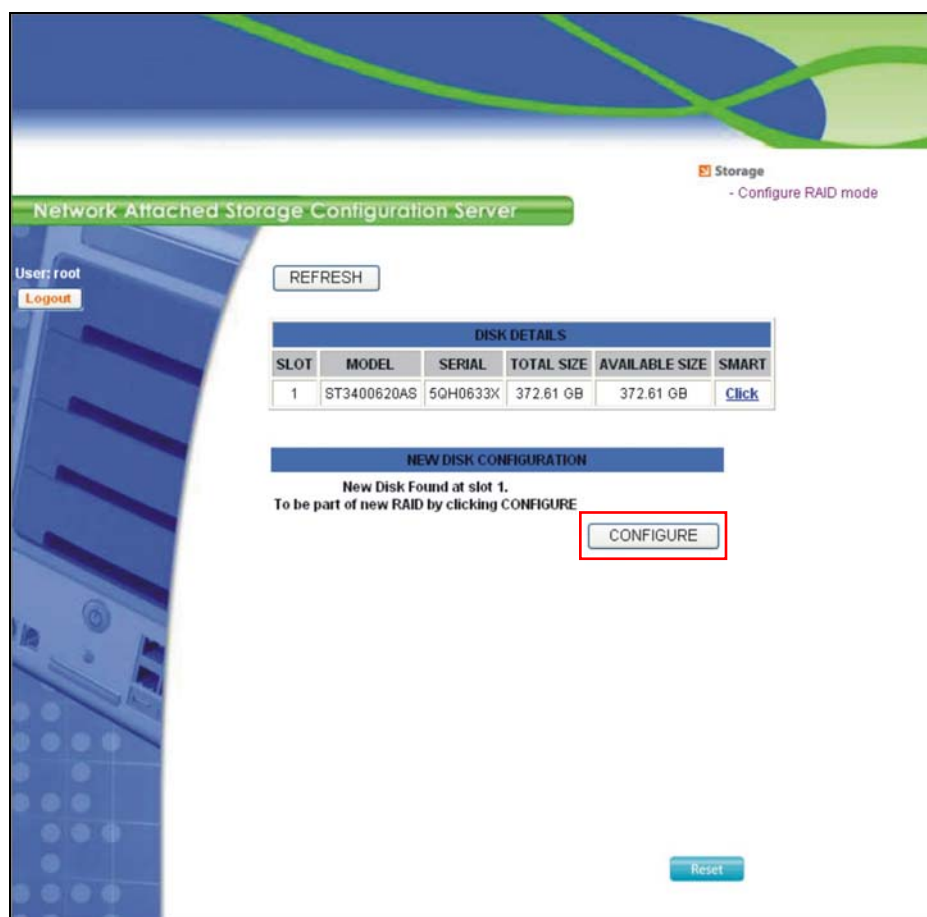 Storage
- Configure RAID mode
Network Attached Storage Configuration Server
User: root
Logout
REFRESH
DISK DETAILS
SLOT MODEL SERIAL TOTAL SIZE AVAILABLE SIZE SMART
1 ST3400620AS 5QH0633X 372.61 GB 372.61 GB Click
NEW DISK CONFIGURATION
New Disk Found at slot 1.
To be part of new RAID by clicking CONFIGURE
CONFIGURE
Reset